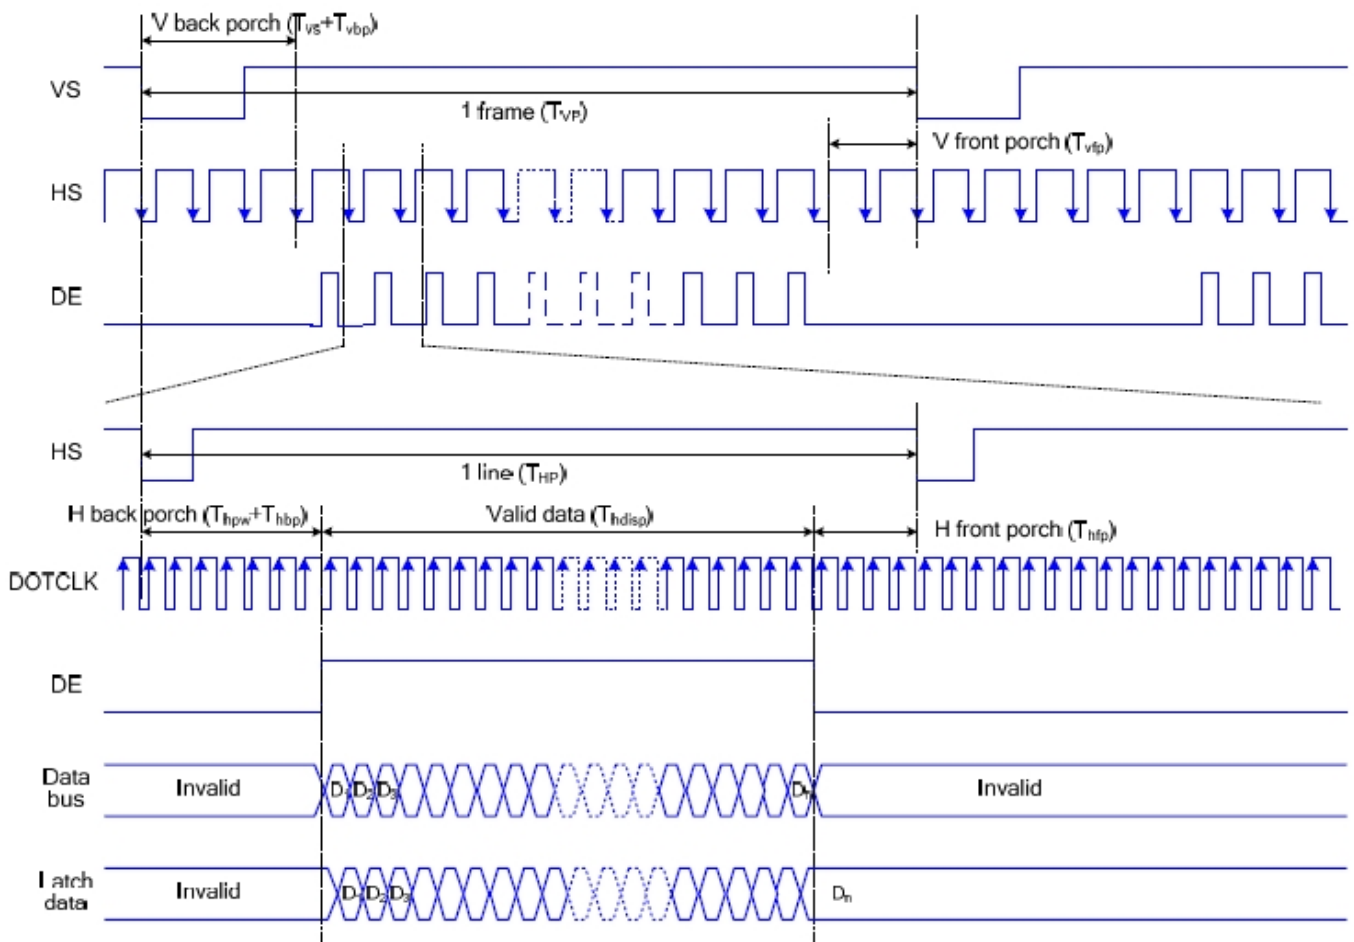 V back porch (Tvs+Tvbp)
VS
1 frame (TVP)
V front porch (Tvfp)
HS
DE
HS
1 line (THP)
H back porch (Thpw+Thbp)
Valid data (Thdisp)
H front porch (Thfp)
DOTCLK
DE
Data
bus
Invalid
D1 D2 D3
Dn
Invalid
Latch
data
Invalid
D1 D2 D3
Dn